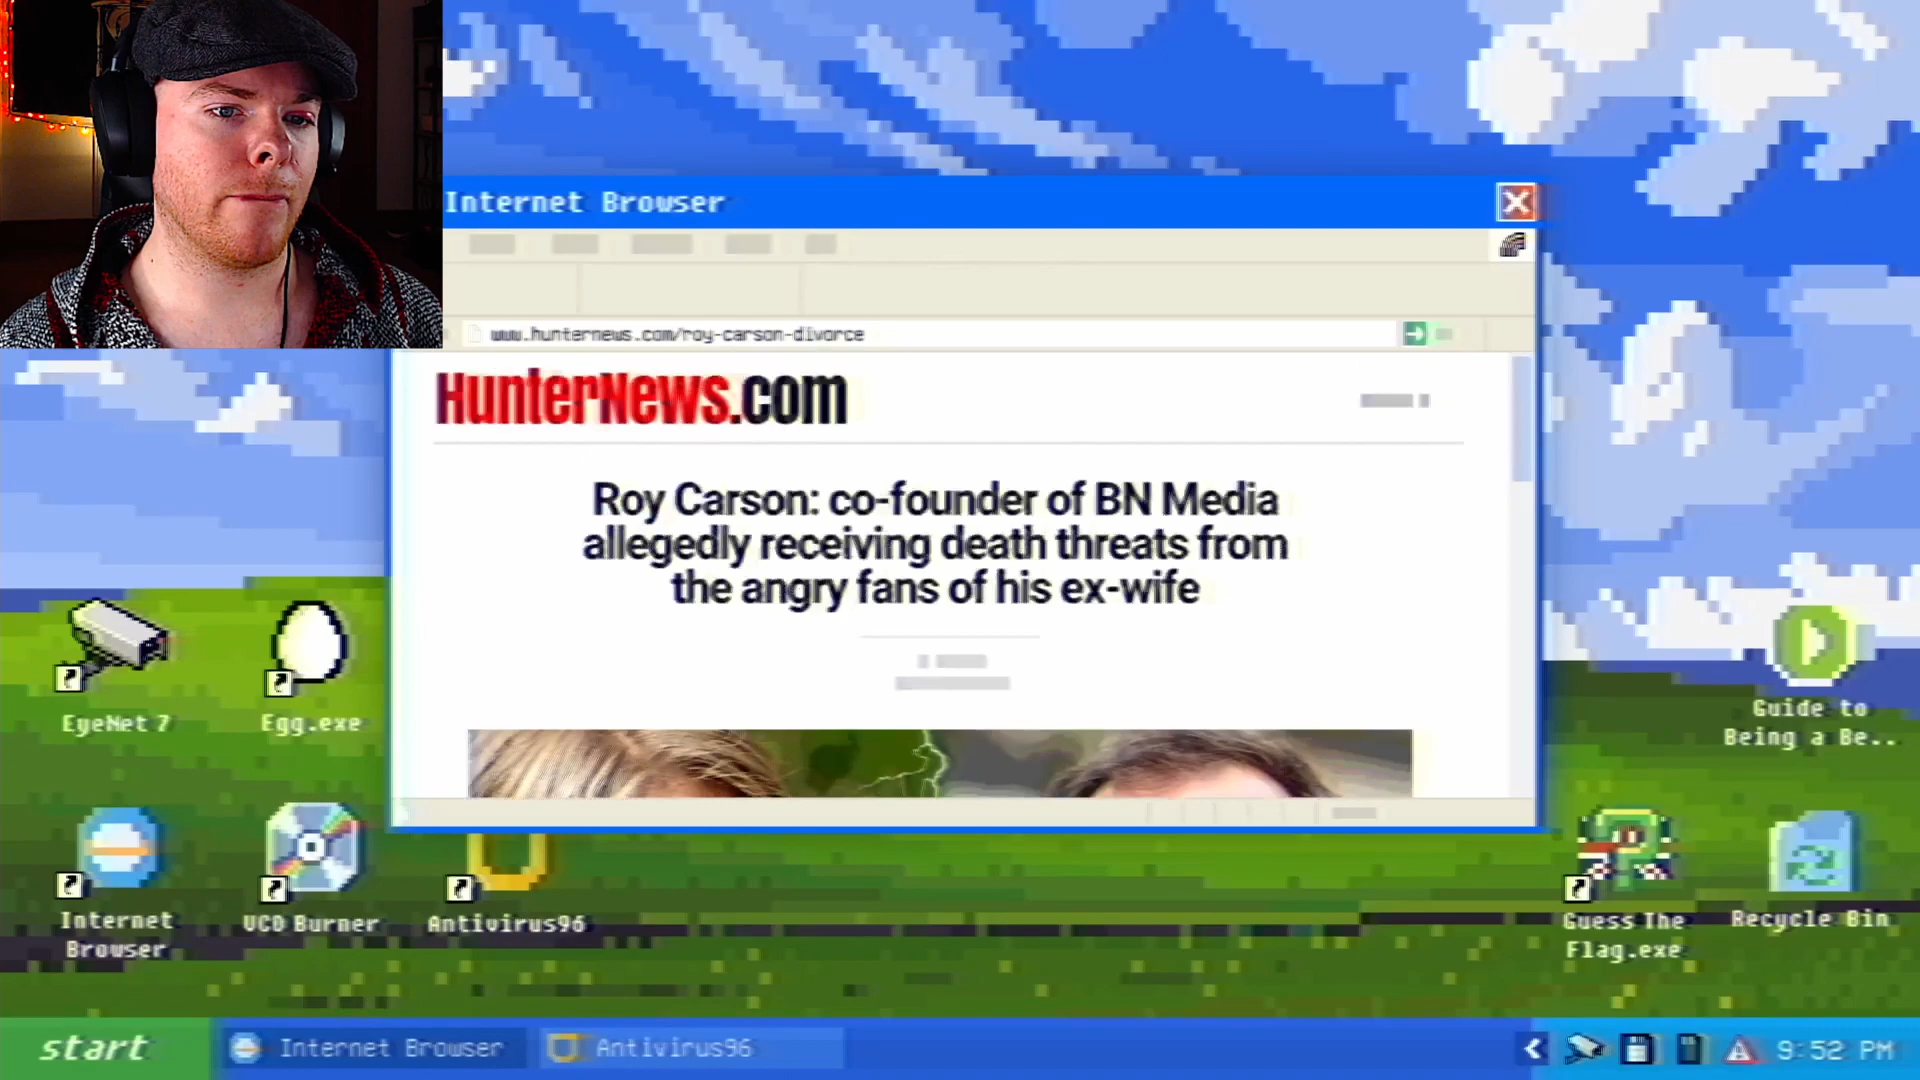 Internet Browser
www.hunternews.com/roy-carson-divorce
HunterNews.com
Roy Carson: co-founder of BN Media
allegedly receiving death threats from
the angry fans of his ex-wife
EyeNet 7
Egg.exe
Guide to
Being a Be..
Internet
Browser
VCD Burner
Antivirus96
Guess The
Flag.exe
Recycle Bin
start
Internet Browser
Antivirus96
9:52 PM